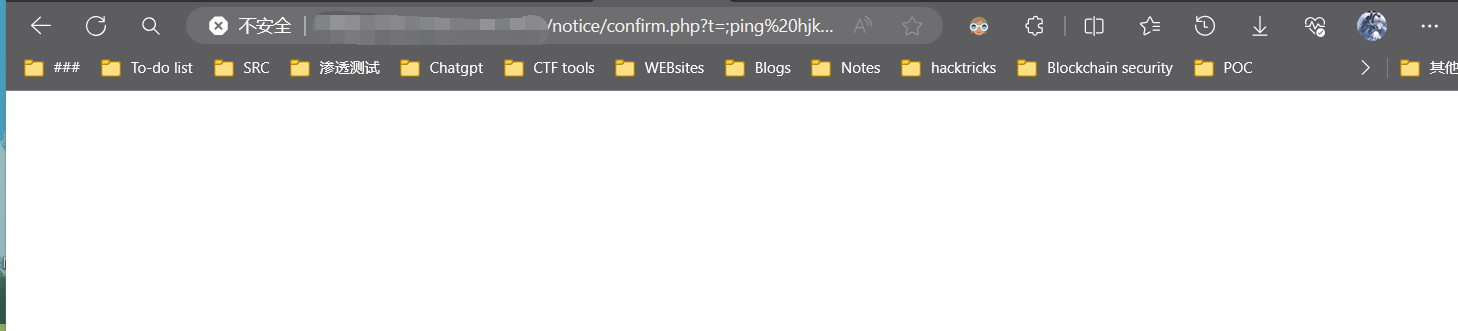 不安全 /notice/confirm.php?t=;ping%20hjk...
### To-do list SRC 渗透测试 Chatgpt CTF tools WEBsites Blogs Notes hacktricks Blockchain security POC 其他